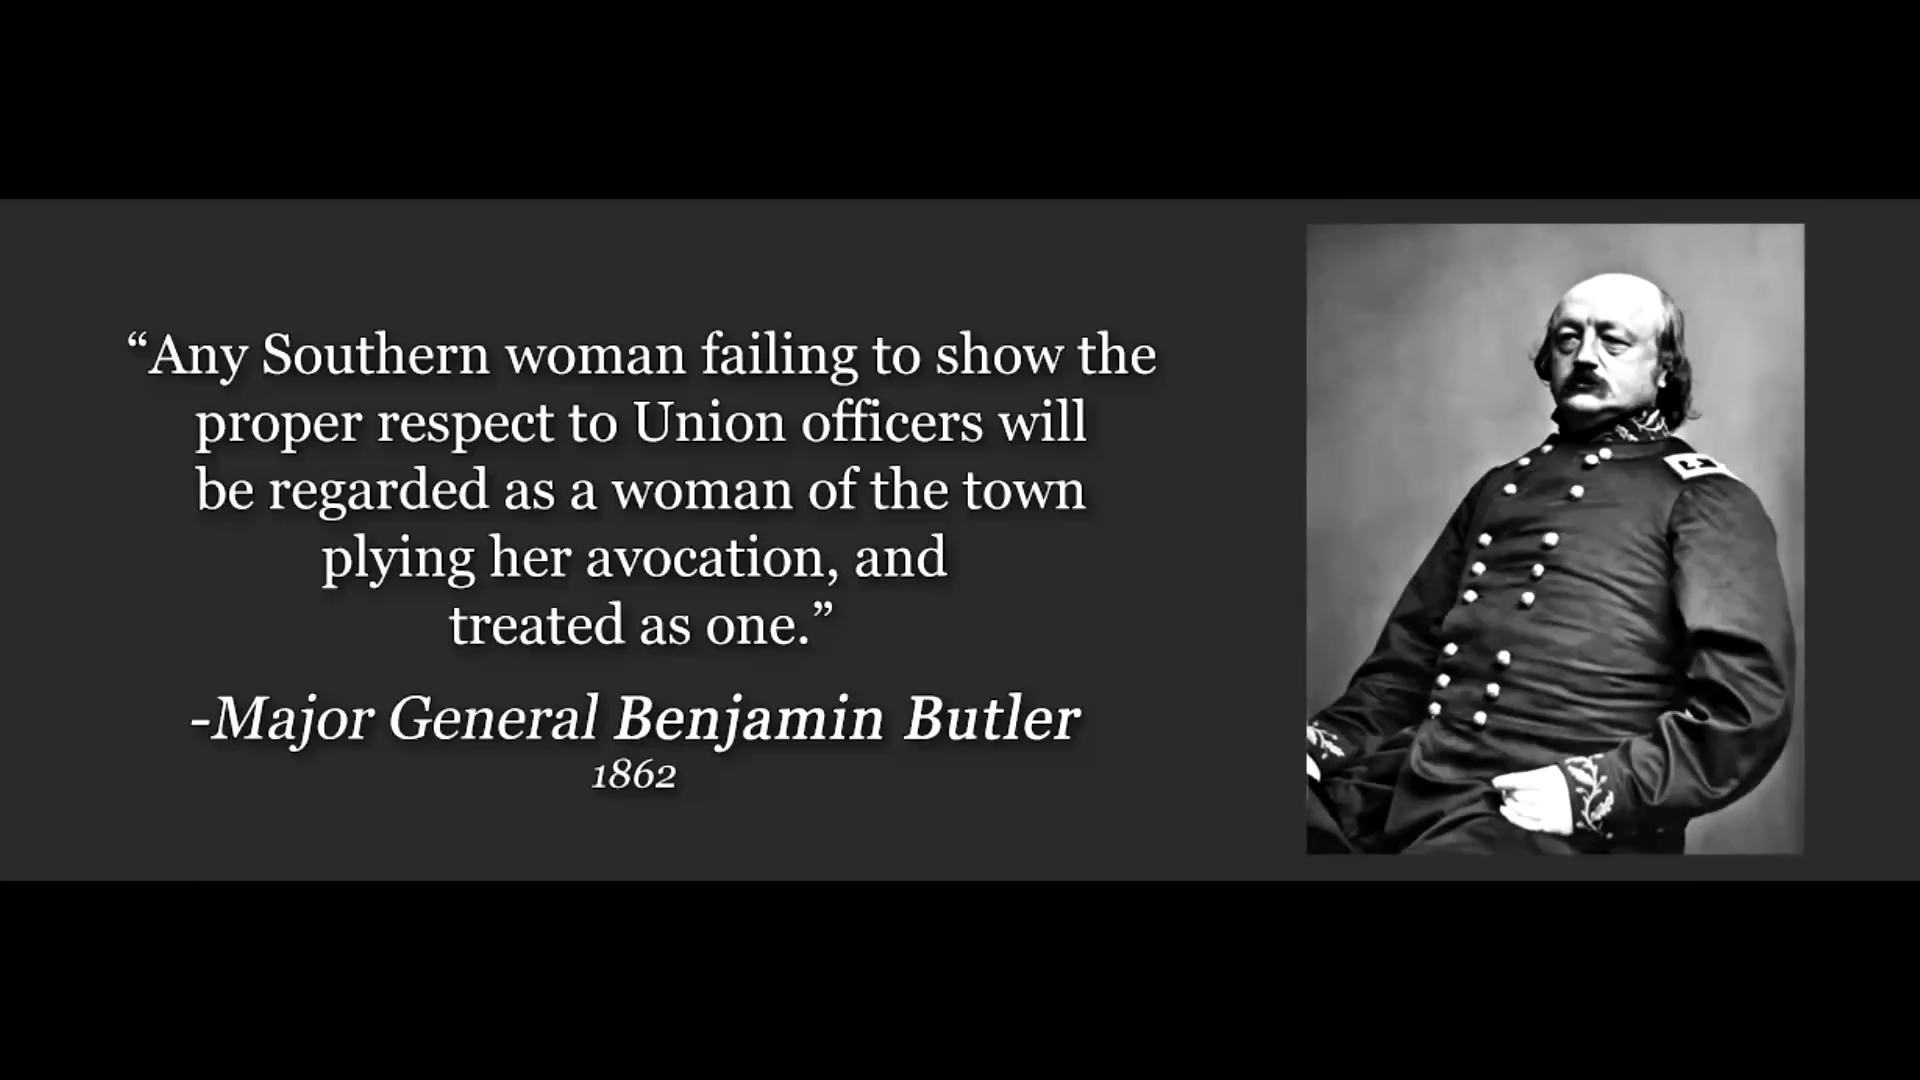 “Any Southern woman failing to show the
proper respect to Union officers will
be regarded as a woman of the town
plying her avocation, and
treated as one.”
-Major General Benjamin Butler
1862